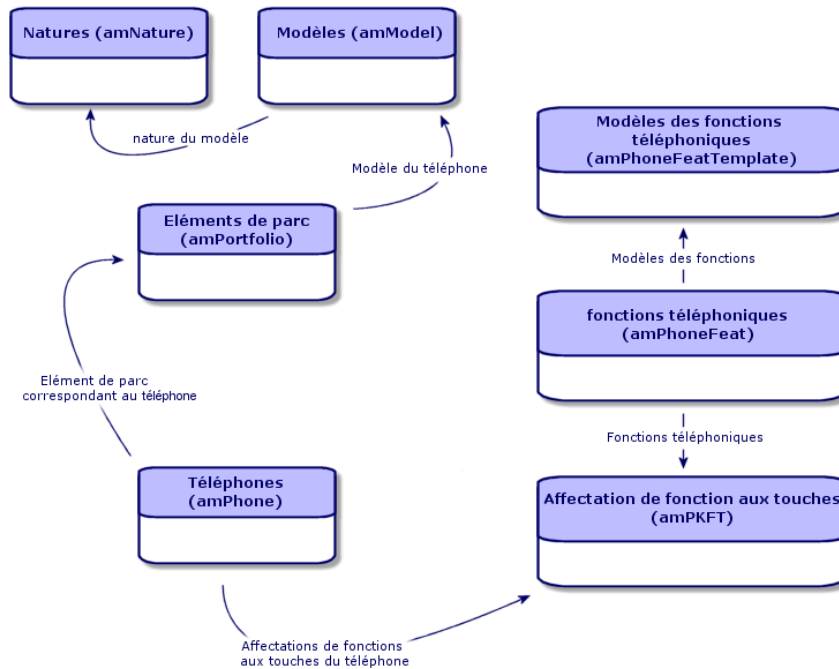 Natures (amNature)
Modèles (amModel)
nature du modèle
Modèle du téléphone
Modèles des fonctions
téléphoniques
(amPhoneFeatTemplate)
Eléments de parc
(amPortfolio)
Modèles des fonctions
fonctions téléphoniques
(amPhoneFeat)
Elément de parc
correspondant au téléphone
Fonctions téléphoniques
Téléphones
(amPhone)
Affectation de fonction aux touches
(amPKFT)
Affectations de fonctions
aux touches du téléphone